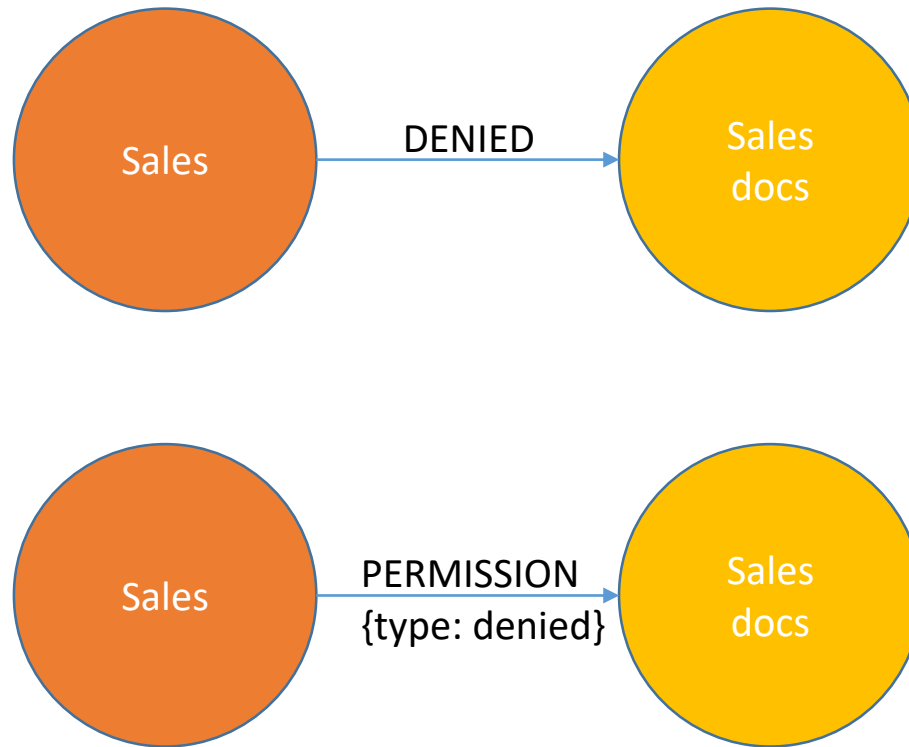 Sales
DENIED
Sales
docs
Sales
PERMISSION
{type: denied}
Sales
docs